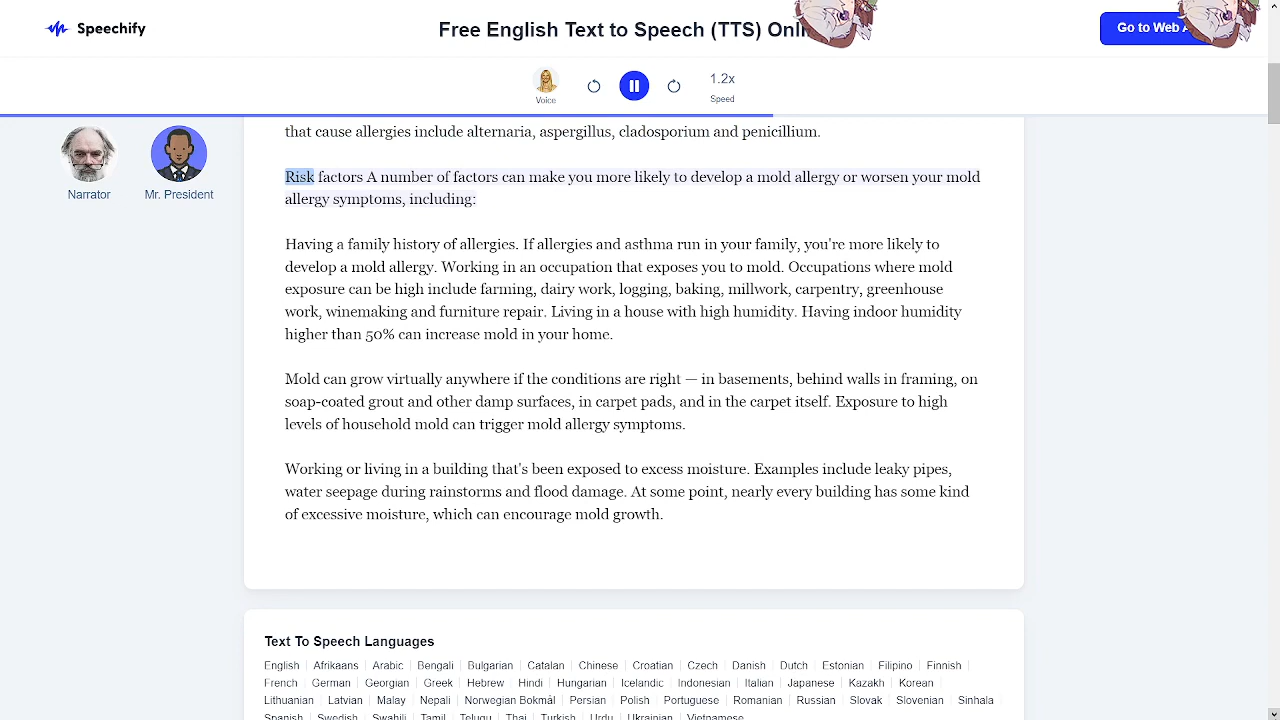 Speechify
Free English Text to Speech (TTS)
Go to Web
Voice
1.2x
Speed
Narrator
Mr. President
that cause allergies include alternaria, aspergillus, cladosporium and penicillium.
Risk factors A number of factors can make you more likely to develop a mold allergy or worsen your mold
allergy symptoms, including:
Having a family history of allergies. If allergies and asthma run in your family, you're more likely to
develop a mold allergy. Working in an occupation that exposes you to mold. Occupations where mold
exposure can be high include farming, dairy work, logging, baking, millwork, carpentry, greenhouse
work, winemaking and furniture repair. Living in a house with high humidity. Having indoor humidity
higher than 50% can increase mold in your home.
Mold can grow virtually anywhere if the conditions are right — in basements, behind walls in framing, on
soap-coated grout and other damp surfaces, in carpet pads, and in the carpet itself. Exposure to high
levels of household mold can trigger mold allergy symptoms.
Working or living in a building that's been exposed to excess moisture. Examples include leaky pipes,
water seepage during rainstorms and flood damage. At some point, nearly every building has some kind
of excessive moisture, which can encourage mold growth.
Text To Speech Languages
English Afrikaans Arabic Bengali Bulgarian Catalan Chinese Croatian Czech Danish Dutch Estonian Filipino Finnish
French German Georgian Greek Hebrew Hindi Hungarian Icelandic Indonesian Italian Japanese Kazakh Korean
Lithuanian Latvian Malay Nepali Norwegian Bokmål Persian Polish Portuguese Romanian Russian Slovak Slovenian Sinhala
Spanish Swedish Swahili Tamil Telugu Thai Turkish Urdu Ukrainian Vietnamese